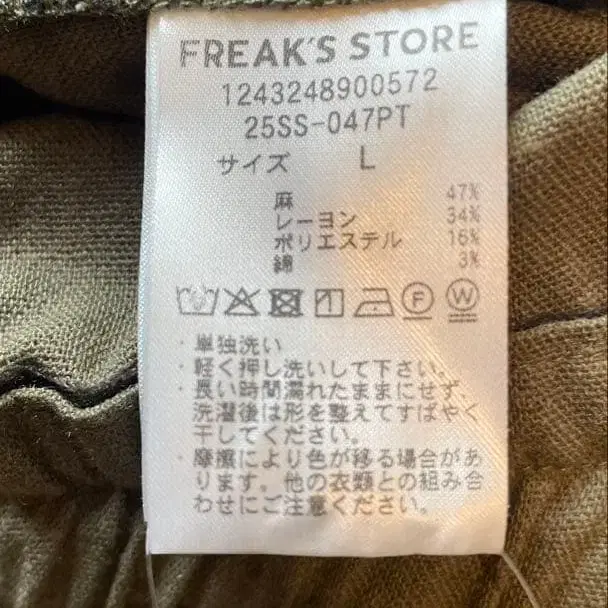 FREAK'S STORE
1243248900572
25SS-047PT
サイズ L
麻 47%
レーヨン 34%
ポリエステル 16%
綿 3%
F W
・単独洗い
・軽く押し洗いして下さい。
・長い時間濡れたままにせず、
洗濯後は形を整えてすばやく
干してください。
・摩擦により色が移る場合があ
ります。他の衣類との組み合
わせにご注意ください。